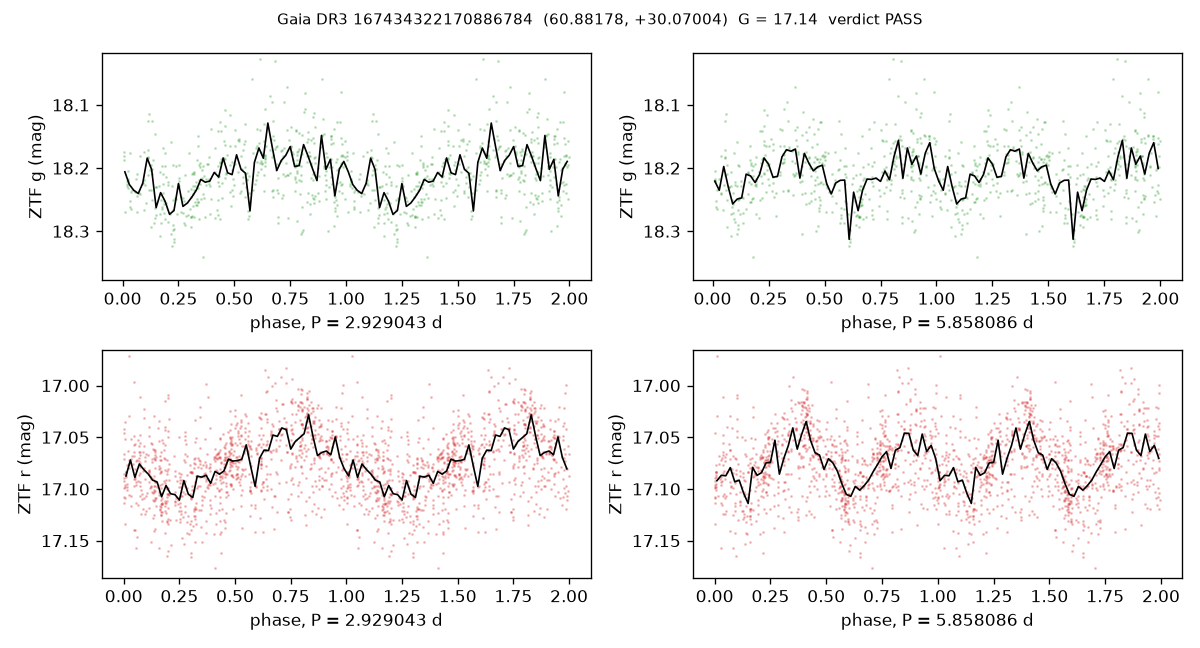 Gaia DR3 167434322170886784  (60.88178, +30.07004)  G = 17.14  verdict PASS
18.1
18.2
18.3
ZTF g (mag)
0.00 0.25 0.50 0.75 1.00 1.25 1.50 1.75 2.00
phase, P = 2.929043 d
18.1
18.2
18.3
ZTF g (mag)
0.00 0.25 0.50 0.75 1.00 1.25 1.50 1.75 2.00
phase, P = 5.858086 d
17.00
17.05
17.10
17.15
ZTF r (mag)
0.00 0.25 0.50 0.75 1.00 1.25 1.50 1.75 2.00
phase, P = 2.929043 d
17.00
17.05
17.10
17.15
ZTF r (mag)
0.00 0.25 0.50 0.75 1.00 1.25 1.50 1.75 2.00
phase, P = 5.858086 d